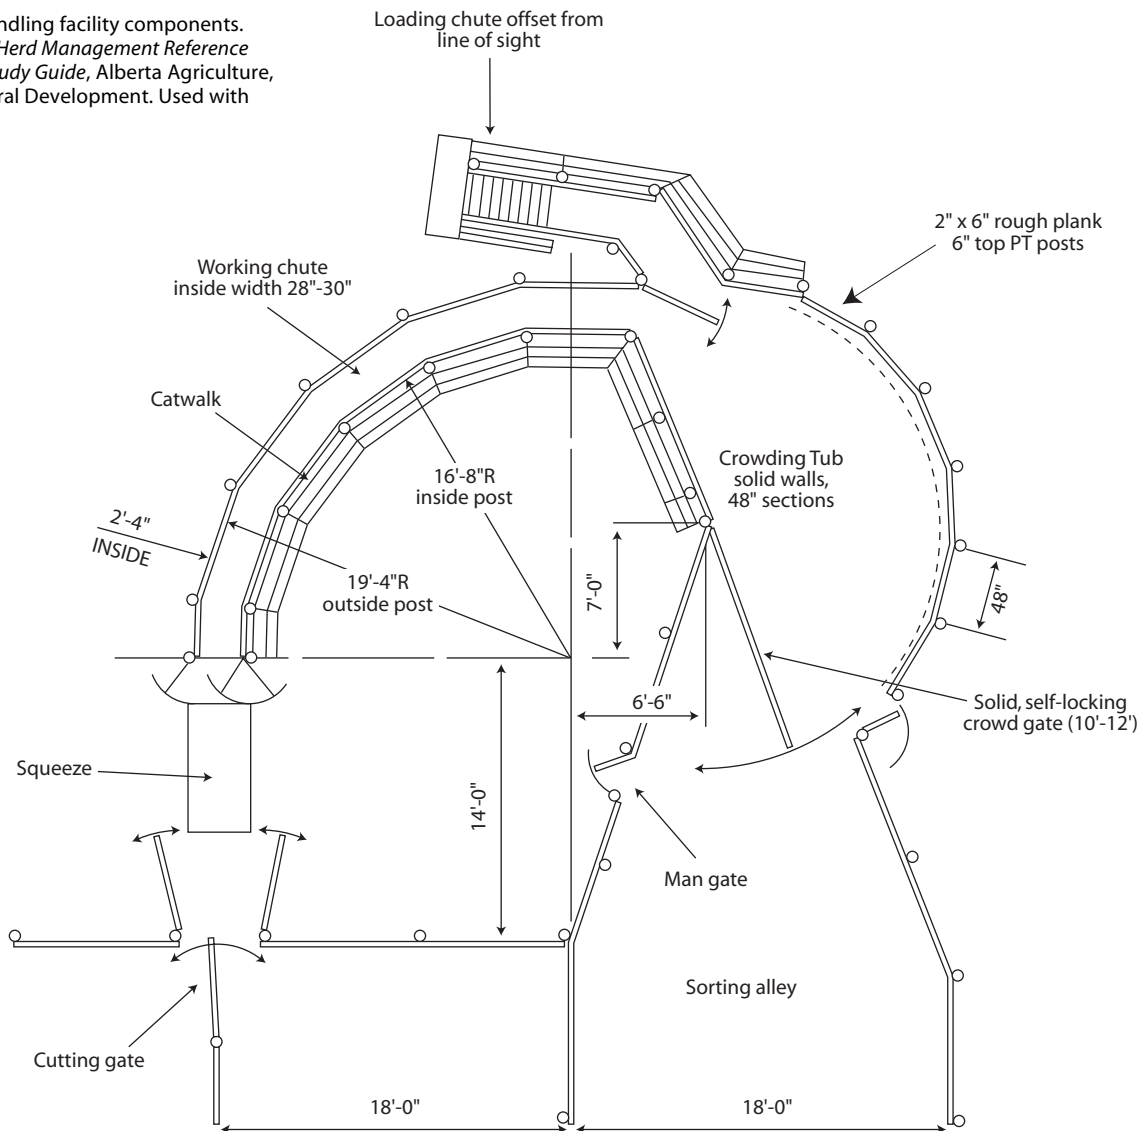 ndling facility components.
Herd Management Reference
udy Guide, Alberta Agriculture,
ral Development. Used with
Loading chute offset from
line of sight
2" x 6" rough plank
6" top PT posts
Working chute
inside width 28"-30"
Catwalk
16'-8"R
inside post
Crowding Tub
solid walls,
48" sections
2'-4"
INSIDE
19'-4"R
outside post
7'-0"
48"
6'-6"
Solid, self-locking
crowd gate (10'-12')
Squeeze
14'-0"
Man gate
Sorting alley
Cutting gate
18'-0"
18'-0"